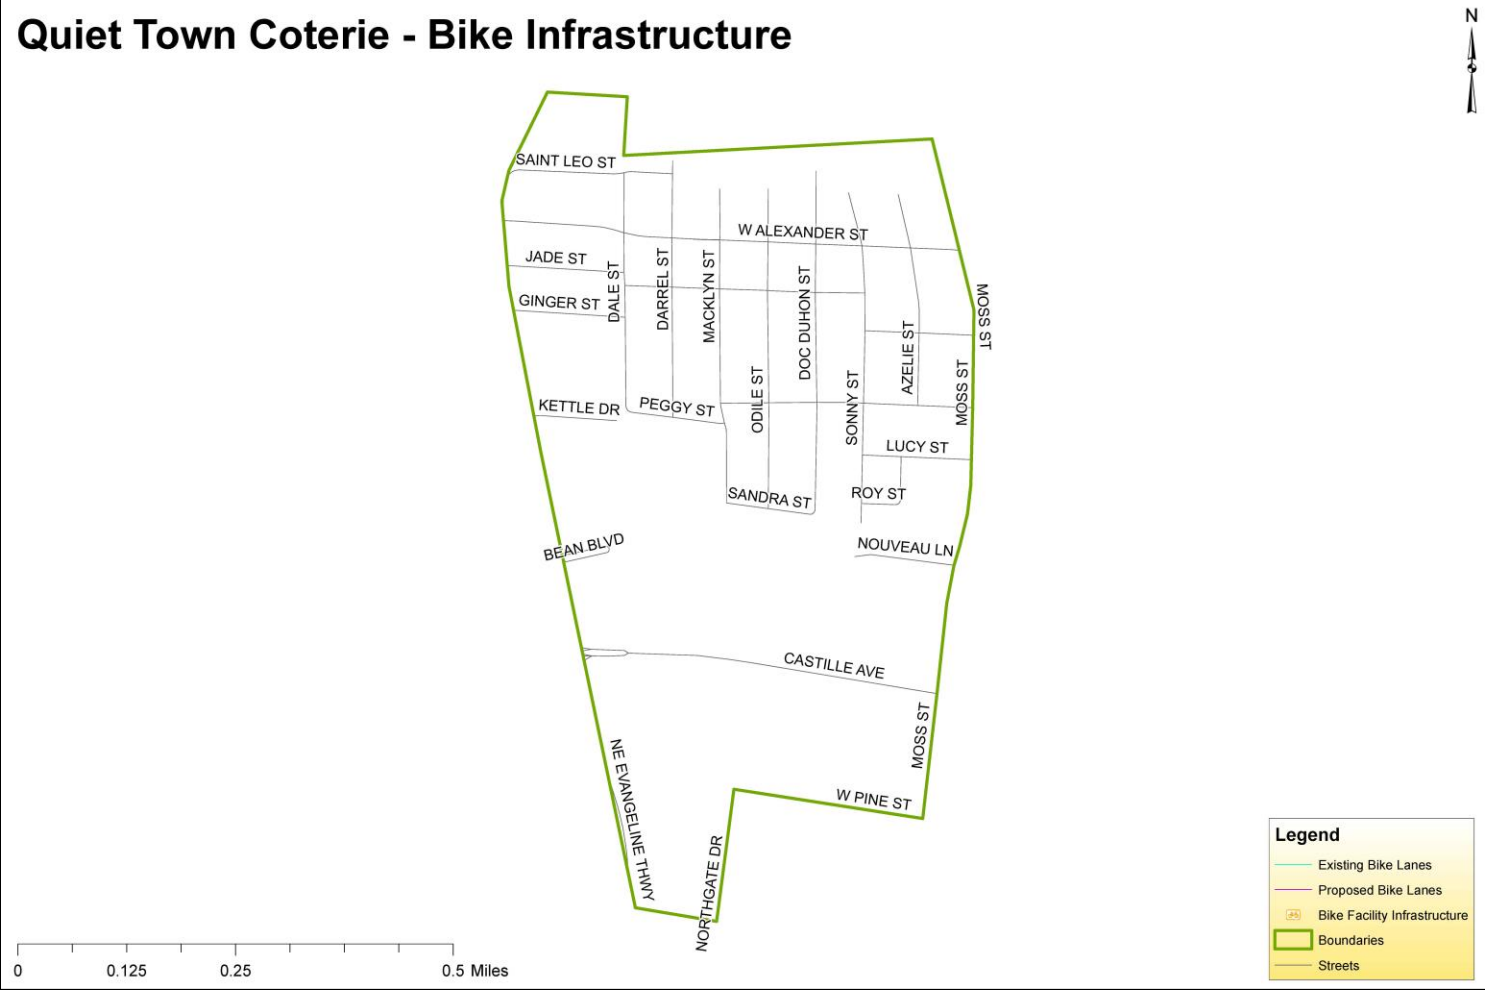 Quiet Town Coterie - Bike Infrastructure
N
SAINT LEO ST
W ALEXANDER ST
JADE ST
GINGER ST
DALE ST
DARREL ST
MACKLYN ST
DOC DUHON ST
MOSS ST
AZELIE ST
MOSS ST
ODILE ST
SONNY ST
KETTLE DR
PEGGY ST
LUCY ST
SANDRA ST
ROY ST
BEAN BLVD
NOUVEAU LN
CASTILLE AVE
MOSS ST
NE EVANGELINE THWY
W PINE ST
NORTHGATE DR
Legend
Existing Bike Lanes
Proposed Bike Lanes
Bike Facility Infrastructure
Boundaries
Streets
0 0.125 0.25 0.5 Miles